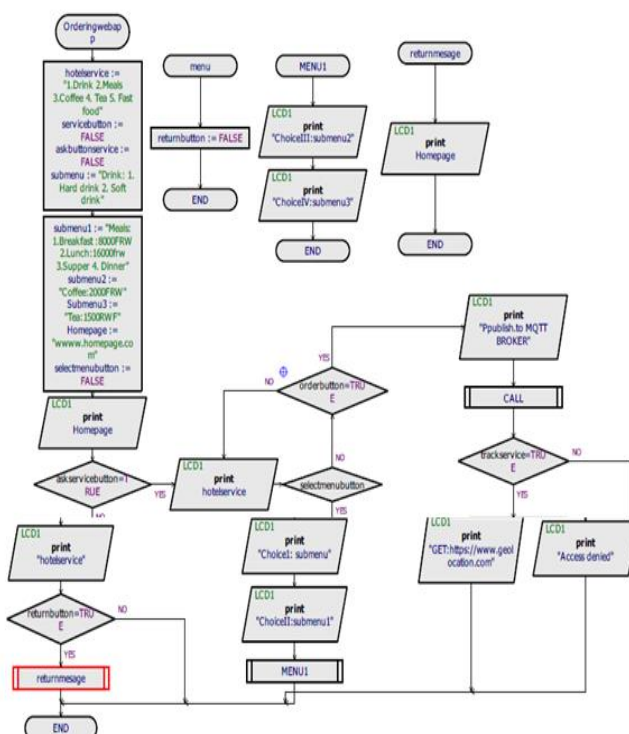 Orderingwebap
p
hotelservice :=
"1.Drink 2.Meals
3.Coffee 4. Tea 5. Fast
food"
servicebutton :=
FALSE
askbuttonservice :=
FALSE
submenu := "Drink: 1.
Hard drink 2. Soft
drink"
submenu1 := "Meals:
1.Breakfast :8000FRW
2.Lunch:16000frw
3.Supper 4. Dinner"
submenu2 :=
"Coffee:2000FRW"
Submenu3 :=
"Tea:1500RWF"
Homepage :=
"wwww.homepage.co
m"
selectmenubutton :=
FALSE
LCD1
print
Homepage
askservicebutton=T
RUE
YES
NO
LCD1
print
"hotelservice"
returnbutton=TRU
E
NO
YES
returnmesage
END
menu
returnbutton := FALSE
END
MENU1
LCD1
print
"ChoiceIII:submenu2"
LCD1
print
"ChoiceIV:submenu3"
END
returnmesage
LCD1
print
Homepage
END
LCD1
print
hotelservice
selectmenubutton
NO
YES
orderbutton=TRU
E
NO
YES
LCD1
print
"ChoiceI: submenu"
LCD1
print
"ChoiceII:submenu1"
MENU1
LCD1
print
"Ppublish.to MQTT
BROKER"
CALL
trackservice=TRU
E
NO
YES
LCD1
print
"GET:https://www.geol
ocation.com"
LCD1
print
"Access denied"